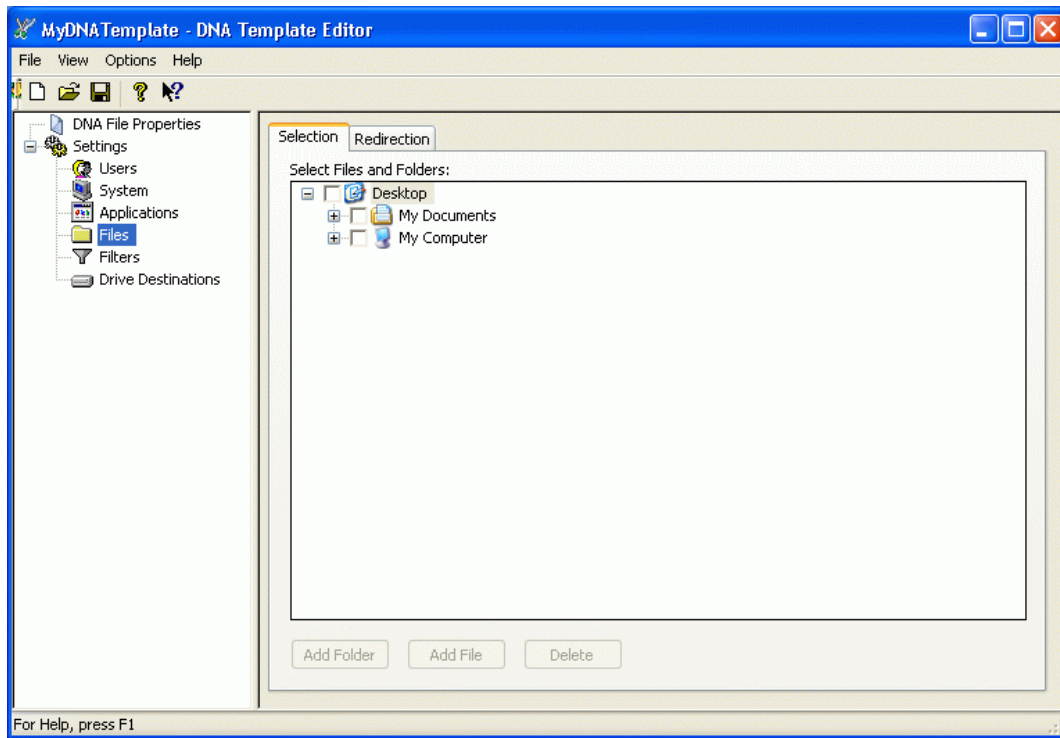 MyDNATemplate - DNA Template Editor
File View Options Help
DNA File Properties
Settings
Users
System
Applications
Files
Filters
Drive Destinations
Selection Redirection
Select Files and Folders:
Desktop
My Documents
My Computer
Add Folder Add File Delete
For Help, press F1